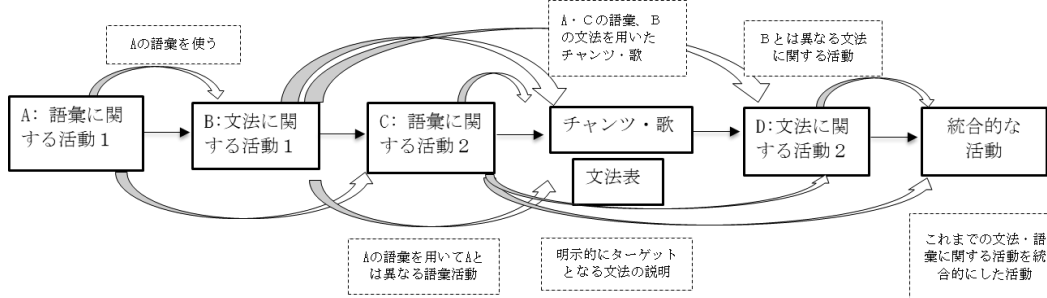 Aの語彙を使う
A・Cの語彙、B
の文法を用いた
チャンツ・歌
Bとは異なる文法
に関する活動
A: 語彙に関
する活動1
B:文法に関
する活動1
C: 語彙に関
する活動2
チャンツ・歌
文法表
D:文法に関
する活動2
統合的な
活動
Aの語彙を用いてAと
は異なる語彙活動
明示的にターゲット
となる文法の説明
これまでの文法・語
彙に関する活動を統
合的にした活動